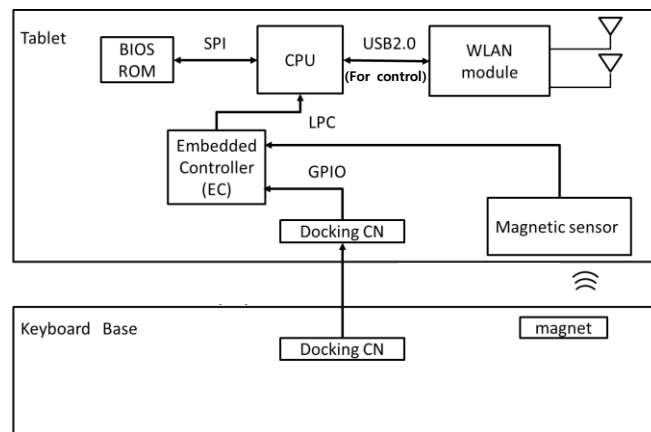 Tablet
BIOS
ROM
SPI
CPU
USB2.0
(For control)
WLAN
module
LPC
Embedded
Controller
(EC)
GPIO
Docking CN
Magnetic sensor
Keyboard Base
Docking CN
magnet